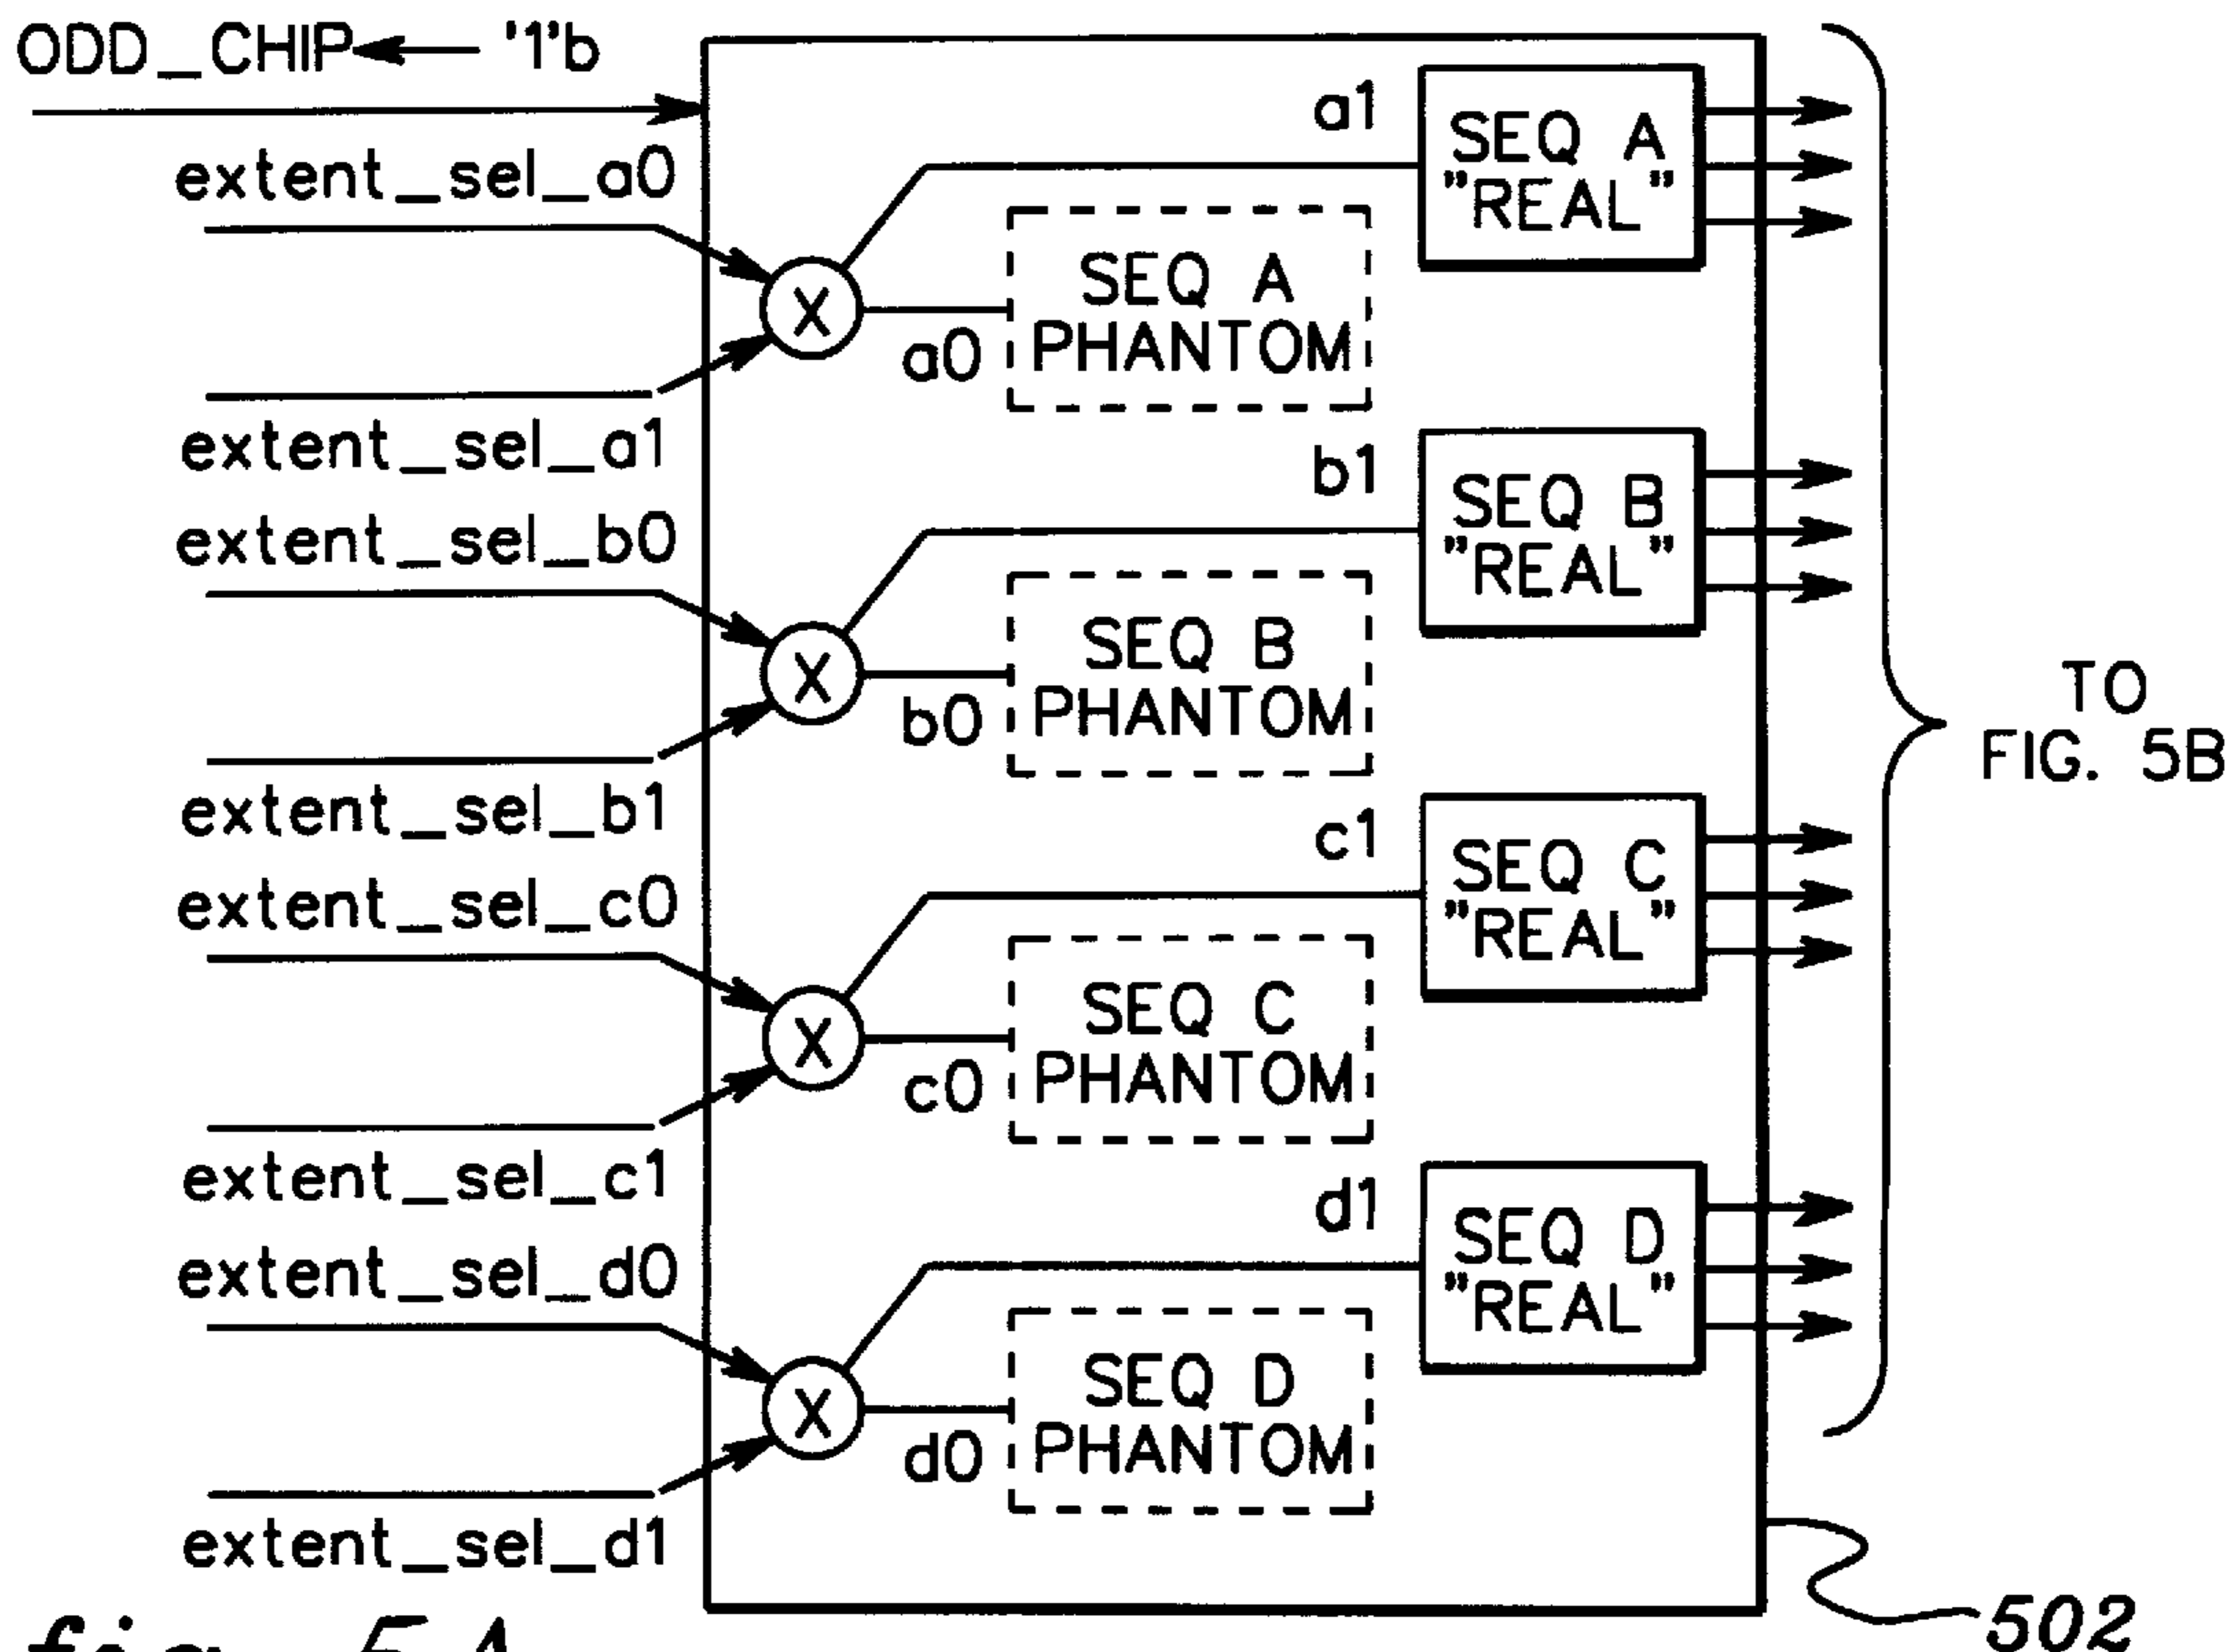 ODD_CHIP '1'b
extent_sel_a0
a1
SEQ A
"REAL"
X
a0
SEQ A
PHANTOM
extent_sel_a1
extent_sel_b0
b1
SEQ B
"REAL"
X
b0
SEQ B
PHANTOM
extent_sel_b1
TO
FIG. 5B
extent_sel_c0
c1
SEQ C
"REAL"
X
c0
SEQ C
PHANTOM
extent_sel_c1
extent_sel_d0
d1
SEQ D
"REAL"
X
d0
SEQ D
PHANTOM
extent_sel_d1
502
fig. 5A